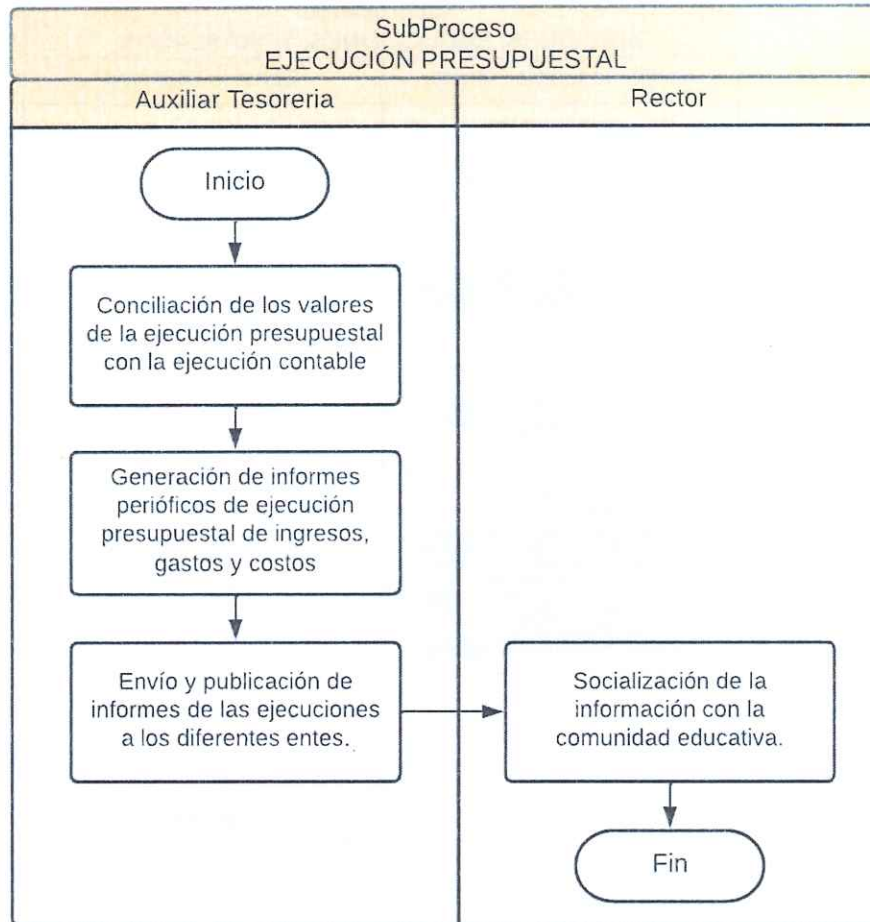 SubProceso
EJECUCIÓN PRESUPUESTAL
Auxiliar Tesoreria
Rector
Inicio
Conciliación de los valores
de la ejecución presupuestal
con la ejecución contable
Generación de informes
perióficos de ejecución
presupuestal de ingresos,
gastos y costos
Envío y publicación de
informes de las ejecuciones
a los diferentes entes.
Socialización de la
información con la
comunidad educativa.
Fin